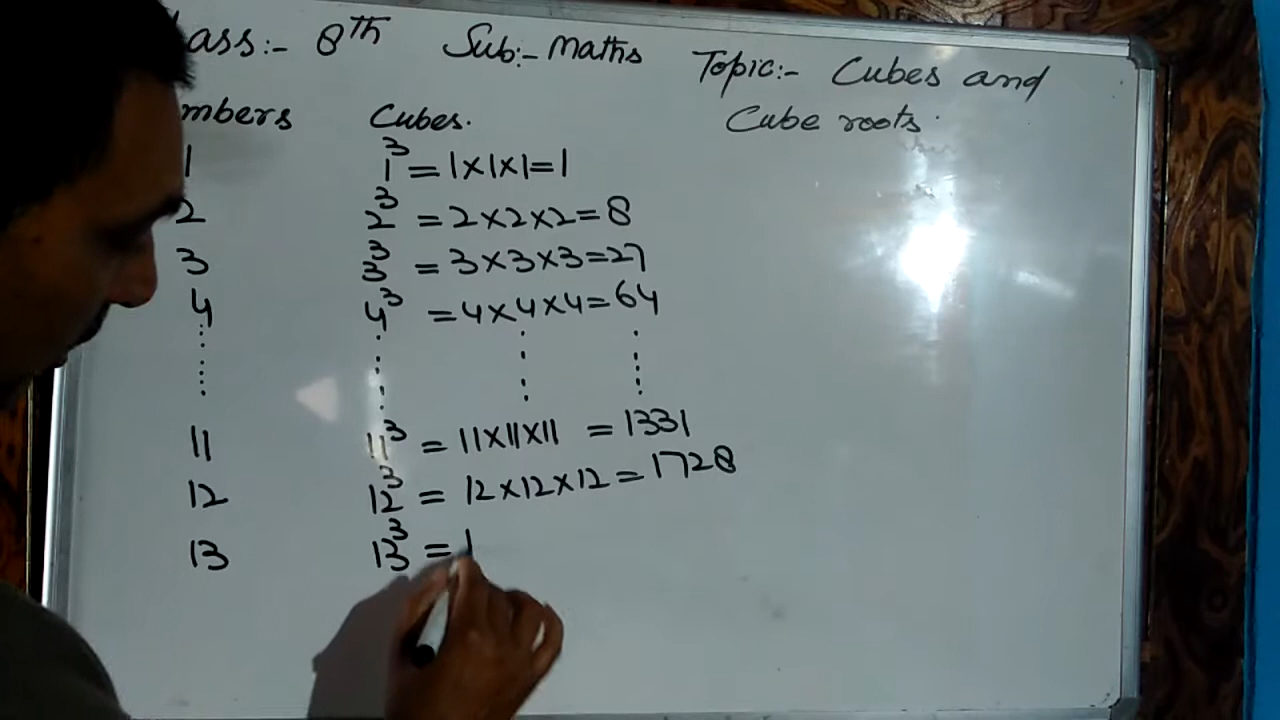 ass:- 8th Sub:- Maths Topic:- Cubes and
Cube roots.
mbers Cubes.
1 1³ = 1×1×1=1
2 2³ = 2×2×2=8
3 3³ = 3×3×3=27
4 4³ = 4×4×4=64
11 11³ = 11×11×11 = 1331
12 12³ = 12×12×12=1728
13 13³ = 1